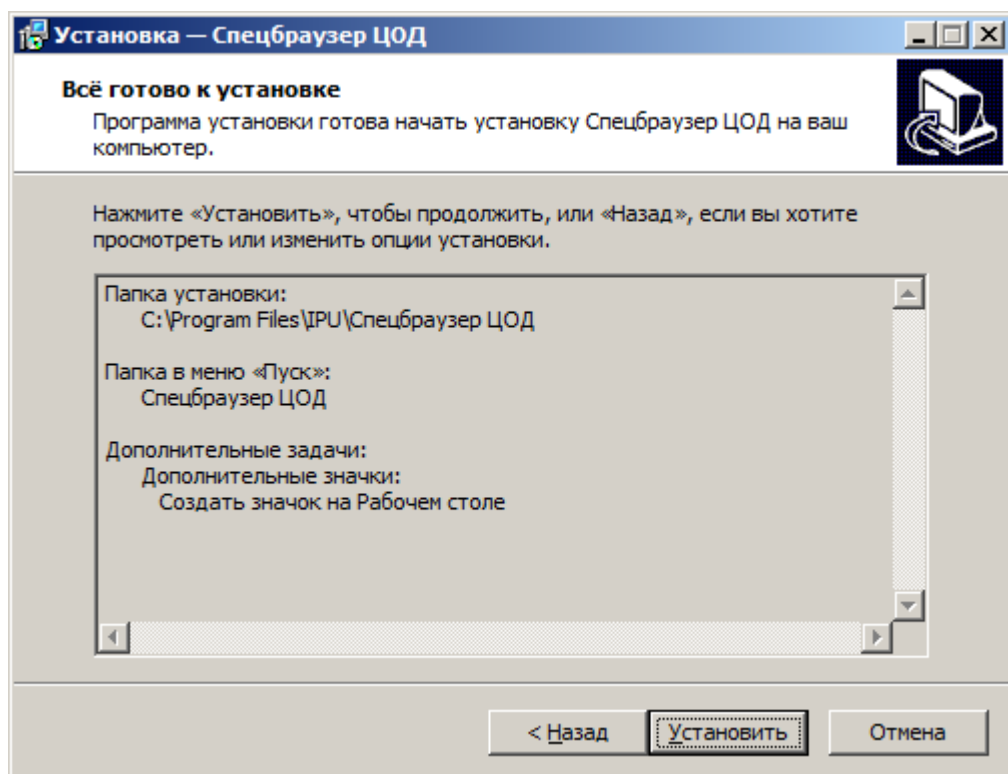 Установка — Спецбраузер ЦОД
Всё готово к установке
Программа установки готова начать установку Спецбраузер ЦОД на ваш
компьютер.
Нажмите «Установить», чтобы продолжить, или «Назад», если вы хотите
просмотреть или изменить опции установки.
Папка установки:
C:\Program Files\IPU\Спецбраузер ЦОД
Папка в меню «Пуск»:
Спецбраузер ЦОД
Дополнительные задачи:
Дополнительные значки:
Создать значок на Рабочем столе
< Назад Установить Отмена